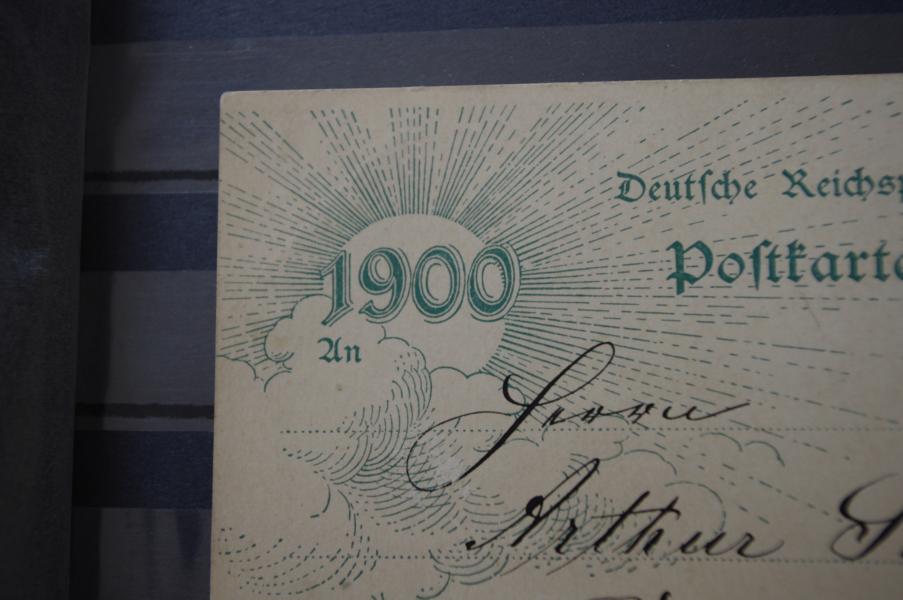 Deutsche Reichsp
Postkarte
1900
An
Herrn
Arthur